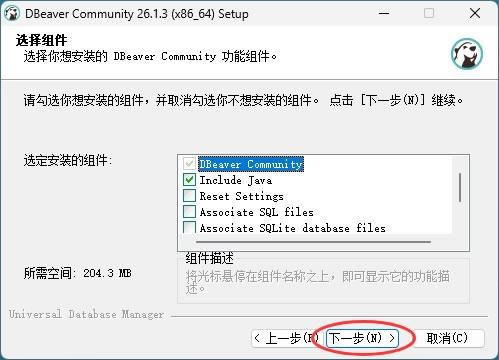 DBeaver Community 26.1.3 (x86_64) Setup
选择组件
选择你想安装的 DBeaver Community 功能组件。
请勾选你想安装的组件，并取消勾选你不想安装的组件。 点击 [下一步(N)] 继续。
选定安装的组件:
DBeaver Community
Include Java
Reset Settings
Associate SQL files
Associate SQLite database files
组件描述
将光标悬停在组件名称之上，即可显示它的功能描述。
所需空间: 204.3 MB
Universal Database Manager
< 上一步(P)
下一步(N) >
取消(C)